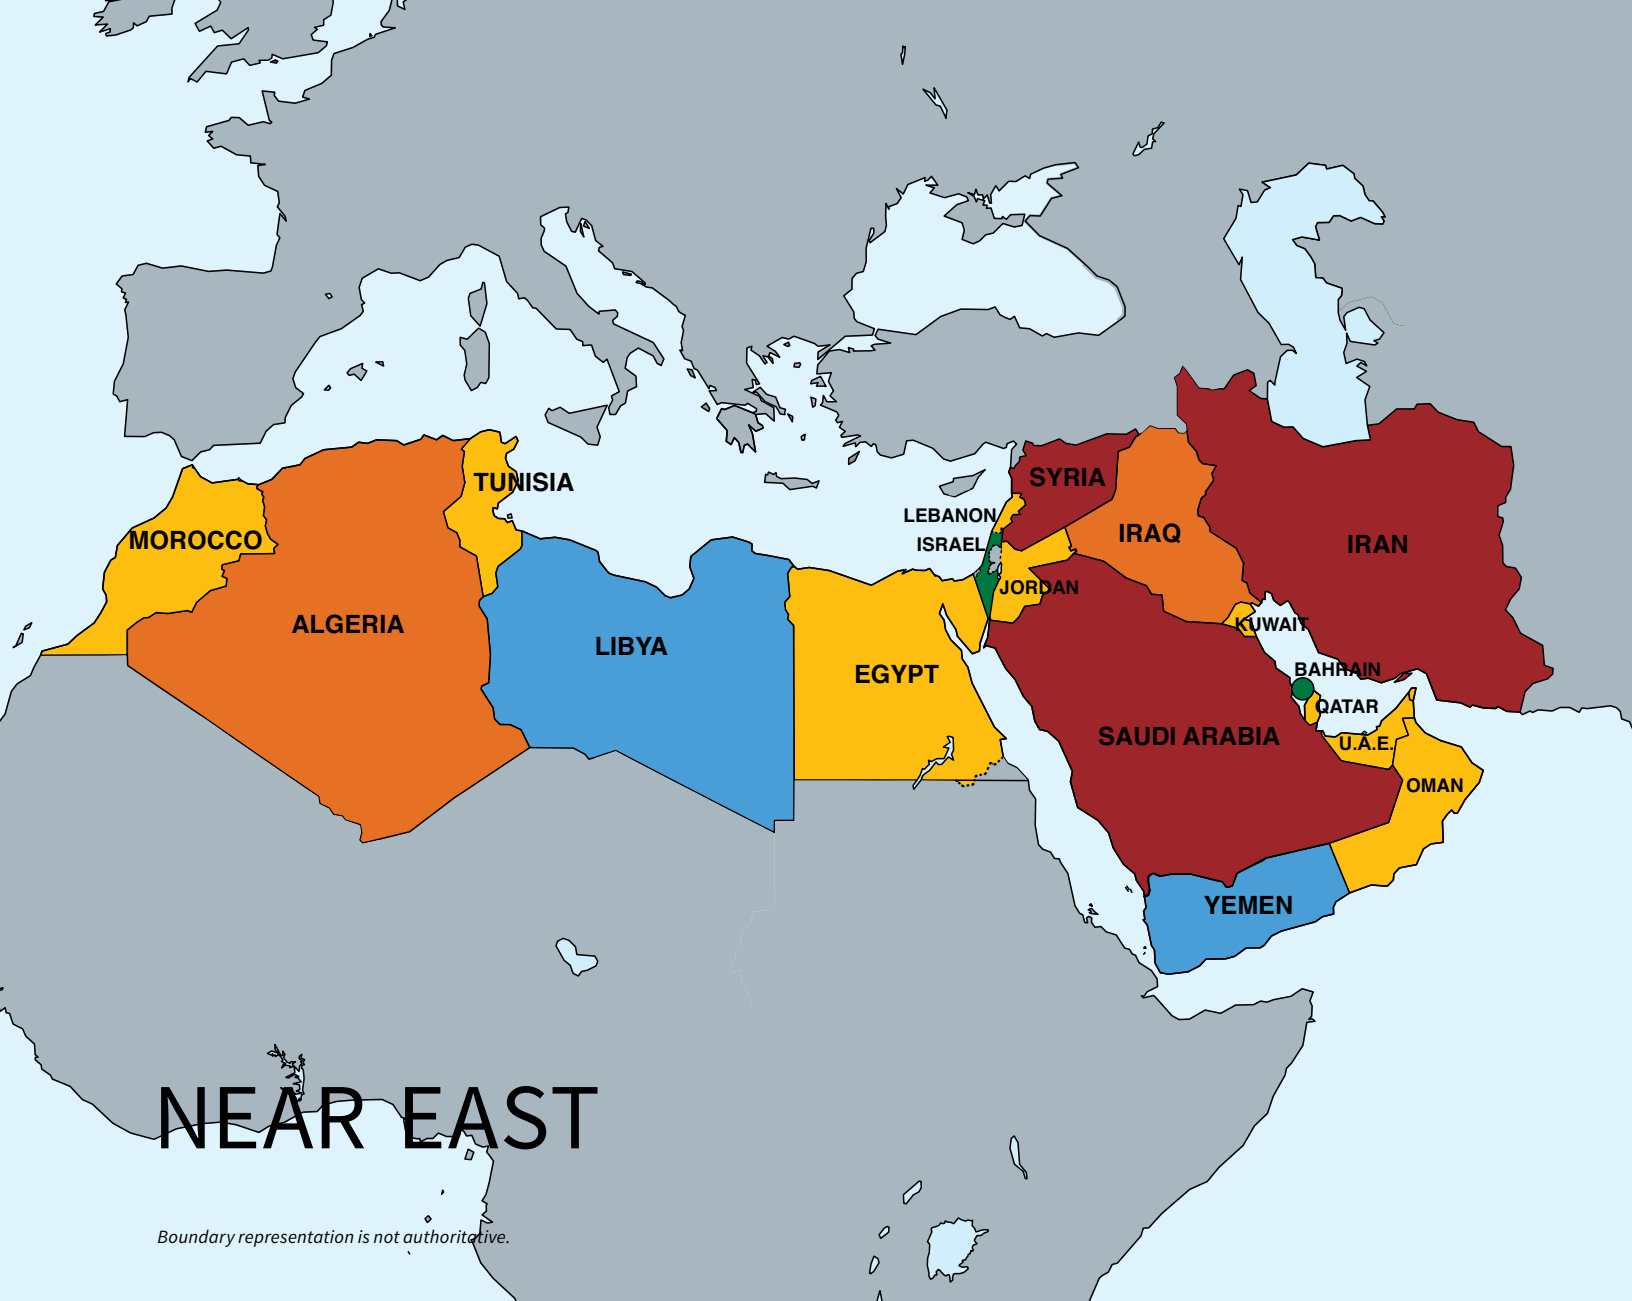 SYRIA
TUNISIA
LEBANON
IRAQ
MOROCCO
ISRAEL
IRAN
JORDAN
ALGERIA
KUWAIT
LIBYA
BAHRAIN
EGYPT
QATAR
SAUDI ARABIA
U.A.E.
OMAN
YEMEN
NEAR EAST
Boundary representation is not authoritative.